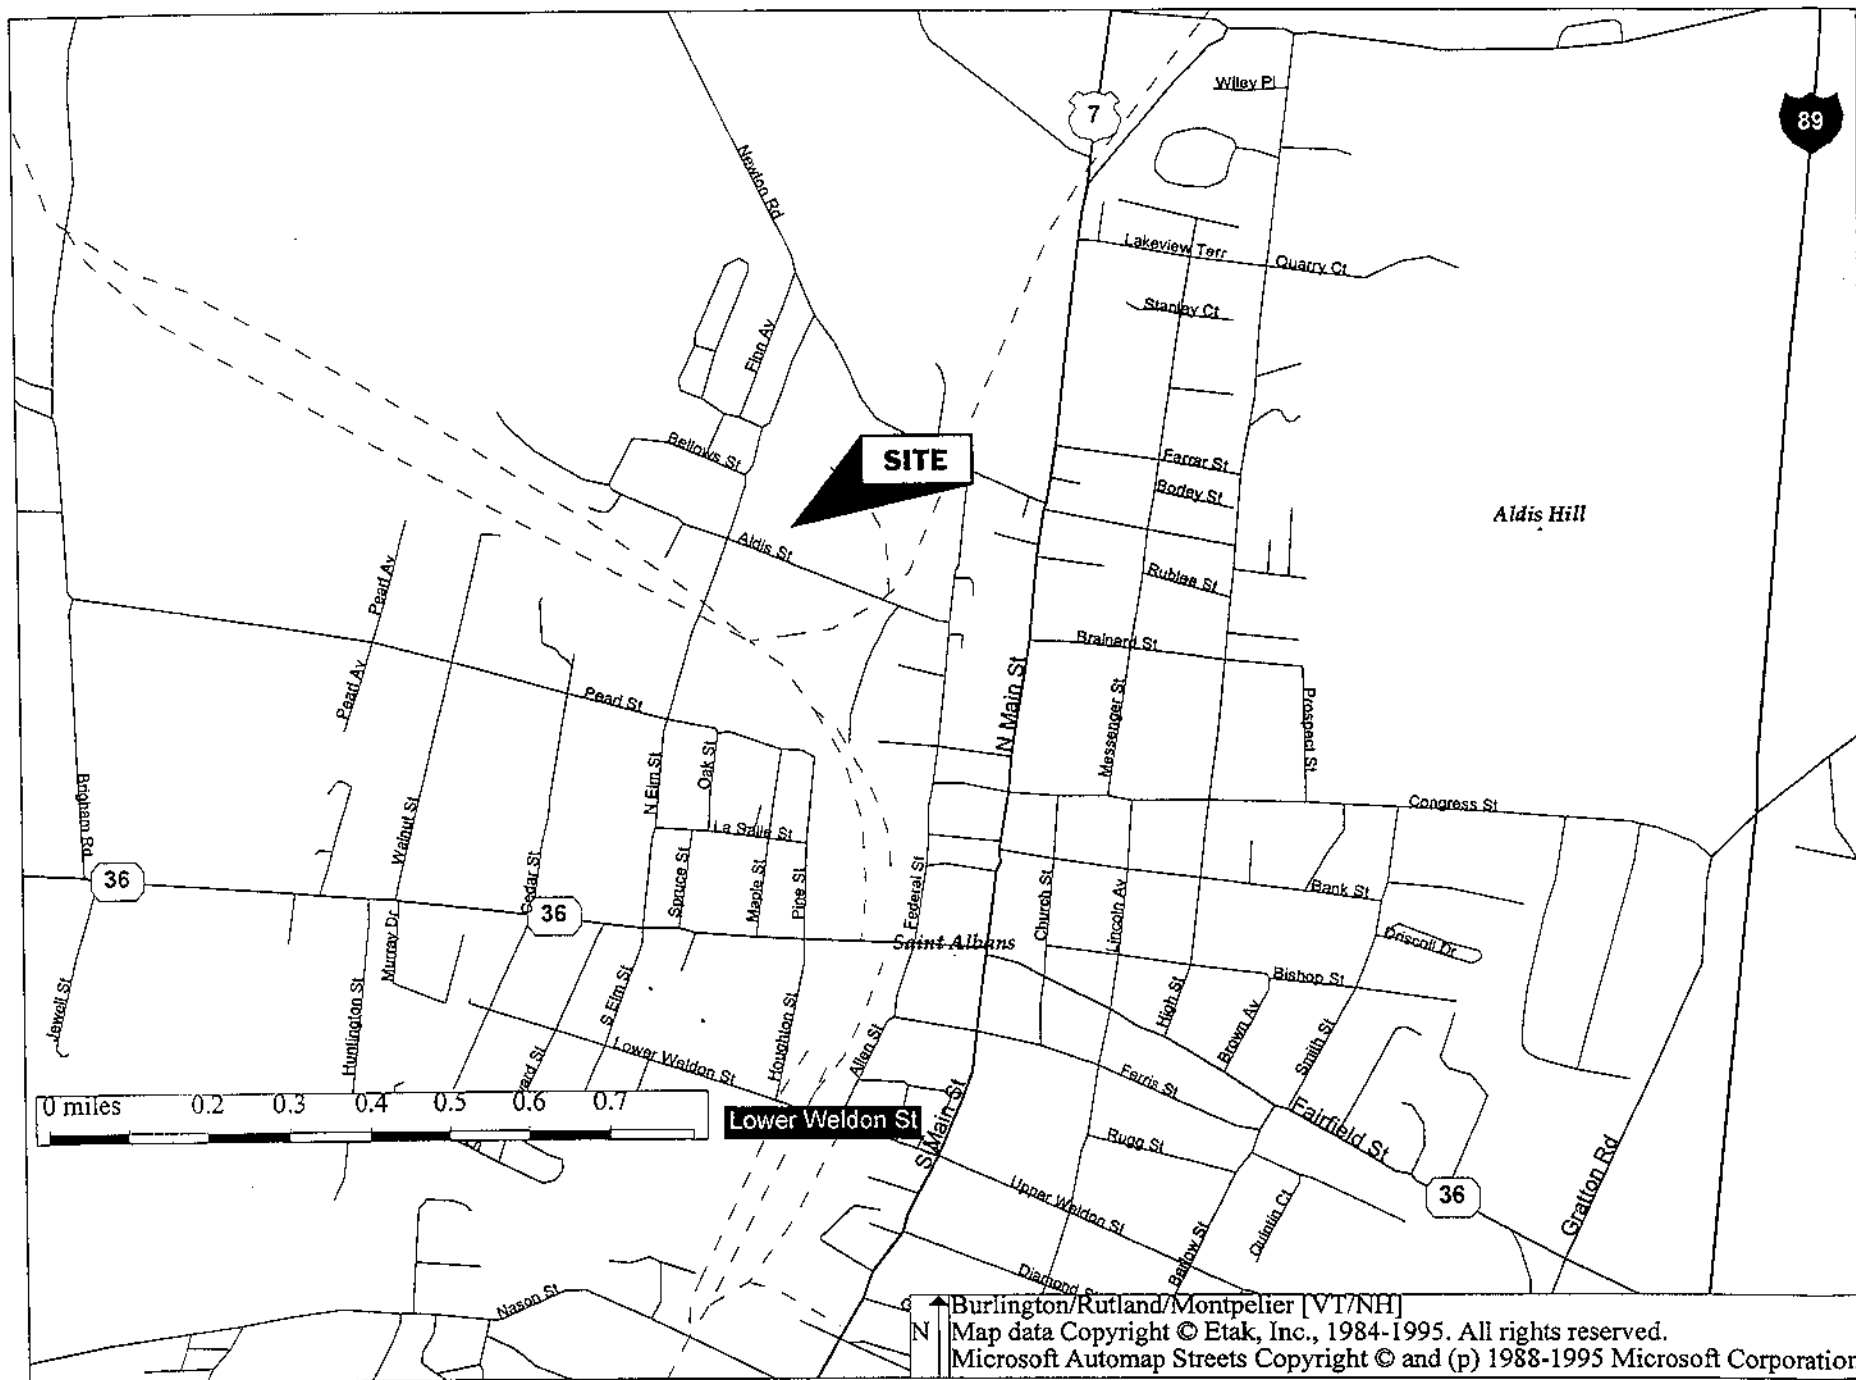 Wiley Pl
7
89
Newton Rd
Lakeview Terr
Quarry Ct
Stanley Ct
Finn Av
Bellows St
SITE
Farrar St
Borley St
Aldis Hill
Aldis St
Pearl Av
Rublee St
Brainerd St
Pearl Av
Pearl St
N Main St
Messenger St
Prospect St
N Elm St
Oak St
Brigham Rd
Walnut St
La Salle St
Congress St
36
Cedar St
36
Spruce St
Maple St
Pine St
Federal St
Church St
Lincoln Av
Bank St
Murray Dr
Saint Albans
Driscoll Dr
Jewell St
Huntington St
S Elm St
Houghton St
High St
Brown Av
Bishop St
Smith St
Lower Weldon St
Allen St
Ferris St
0 miles 0.2 0.3 0.4 0.5 0.6 0.7
Lower Weldon St
S Main St
Fairfield St
Rugg St
36
Gratton Rd
Upper Weldon St
Barlow St
Quintin Ct
Nason St
Diamond S
N
Burlington/Rutland/Montpelier [VT/NH]
Map data Copyright © Etak, Inc., 1984-1995. All rights reserved.
Microsoft Automap Streets Copyright © and (p) 1988-1995 Microsoft Corporation